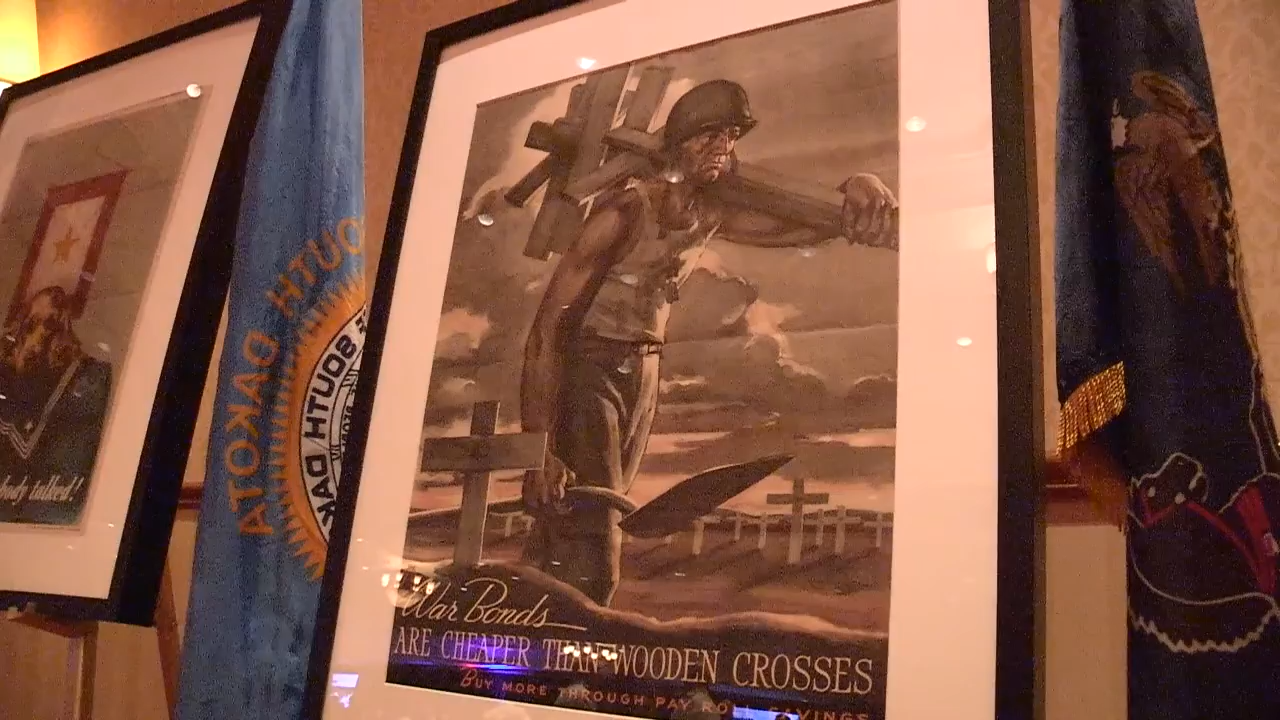 body talked!
SOUTH DAKOTA
SOUTH DAK
War Bonds
ARE CHEAPER THAN WOODEN CROSSES
BUY MORE THROUGH PAY ROLL SAVINGS